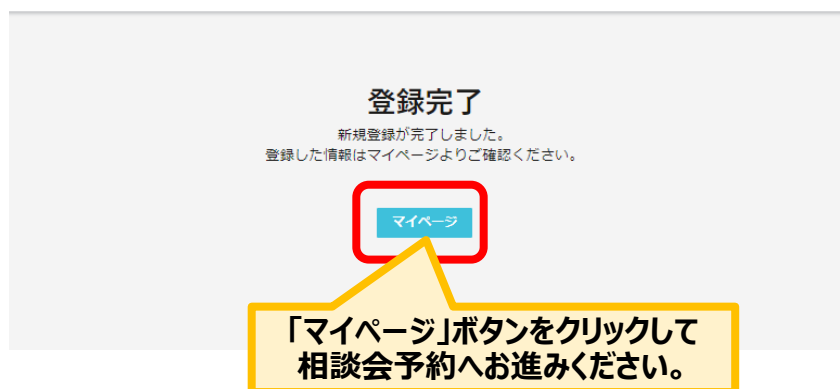 登録完了
新規登録が完了しました。
登録した情報はマイページよりご確認ください。
マイページ
「マイページ」ボタンをクリックして
相談会予約へお進みください。